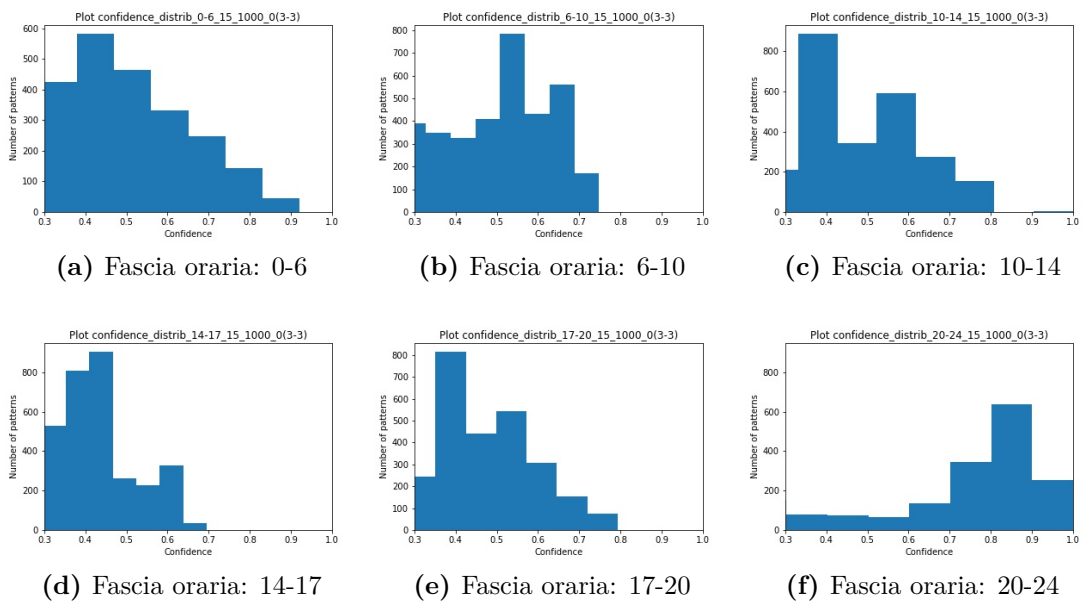 Plot confidence_distrib_0-6_15_1000_0(3-3)
Number of patterns
600
500
400
300
200
100
0
0.3 0.4 0.5 0.6 0.7 0.8 0.9 1.0
Confidence
(a) Fascia oraria: 0-6
Plot confidence_distrib_6-10_15_1000_0(3-3)
Number of patterns
800
700
600
500
400
300
200
100
0
0.3 0.4 0.5 0.6 0.7 0.8 0.9 1.0
Confidence
(b) Fascia oraria: 6-10
Plot confidence_distrib_10-14_15_1000_0(3-3)
Number of patterns
800
600
400
200
0
0.3 0.4 0.5 0.6 0.7 0.8 0.9 1.0
Confidence
(c) Fascia oraria: 10-14
Plot confidence_distrib_14-17_15_1000_0(3-3)
Number of patterns
800
600
400
200
0
0.3 0.4 0.5 0.6 0.7 0.8 0.9 1.0
Confidence
(d) Fascia oraria: 14-17
Plot confidence_distrib_17-20_15_1000_0(3-3)
Number of patterns
800
700
600
500
400
300
200
100
0
0.3 0.4 0.5 0.6 0.7 0.8 0.9 1.0
Confidence
(e) Fascia oraria: 17-20
Plot confidence_distrib_20-24_15_1000_0(3-3)
Number of patterns
800
600
400
200
0
0.3 0.4 0.5 0.6 0.7 0.8 0.9 1.0
Confidence
(f) Fascia oraria: 20-24